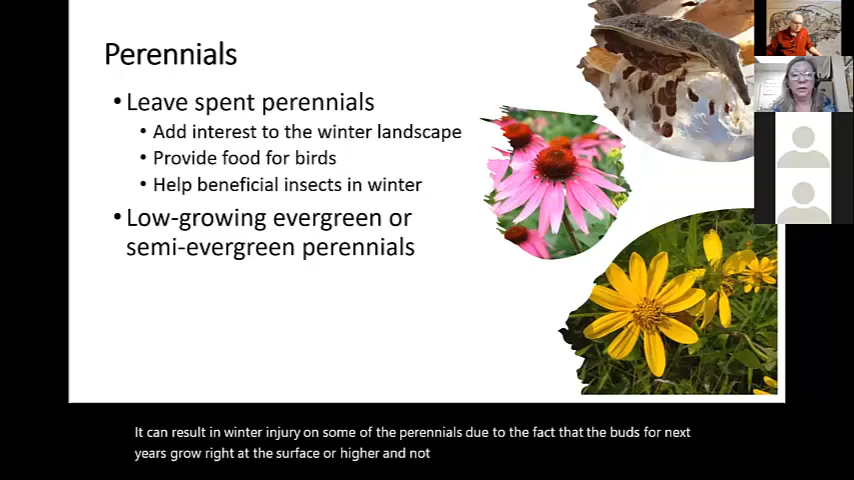 Perennials
• Leave spent perennials
• Add interest to the winter landscape
• Provide food for birds
• Help beneficial insects in winter
• Low-growing evergreen or
semi-evergreen perennials
It can result in winter injury on some of the perennials due to the fact that the buds for next
years grow right at the surface or higher and not